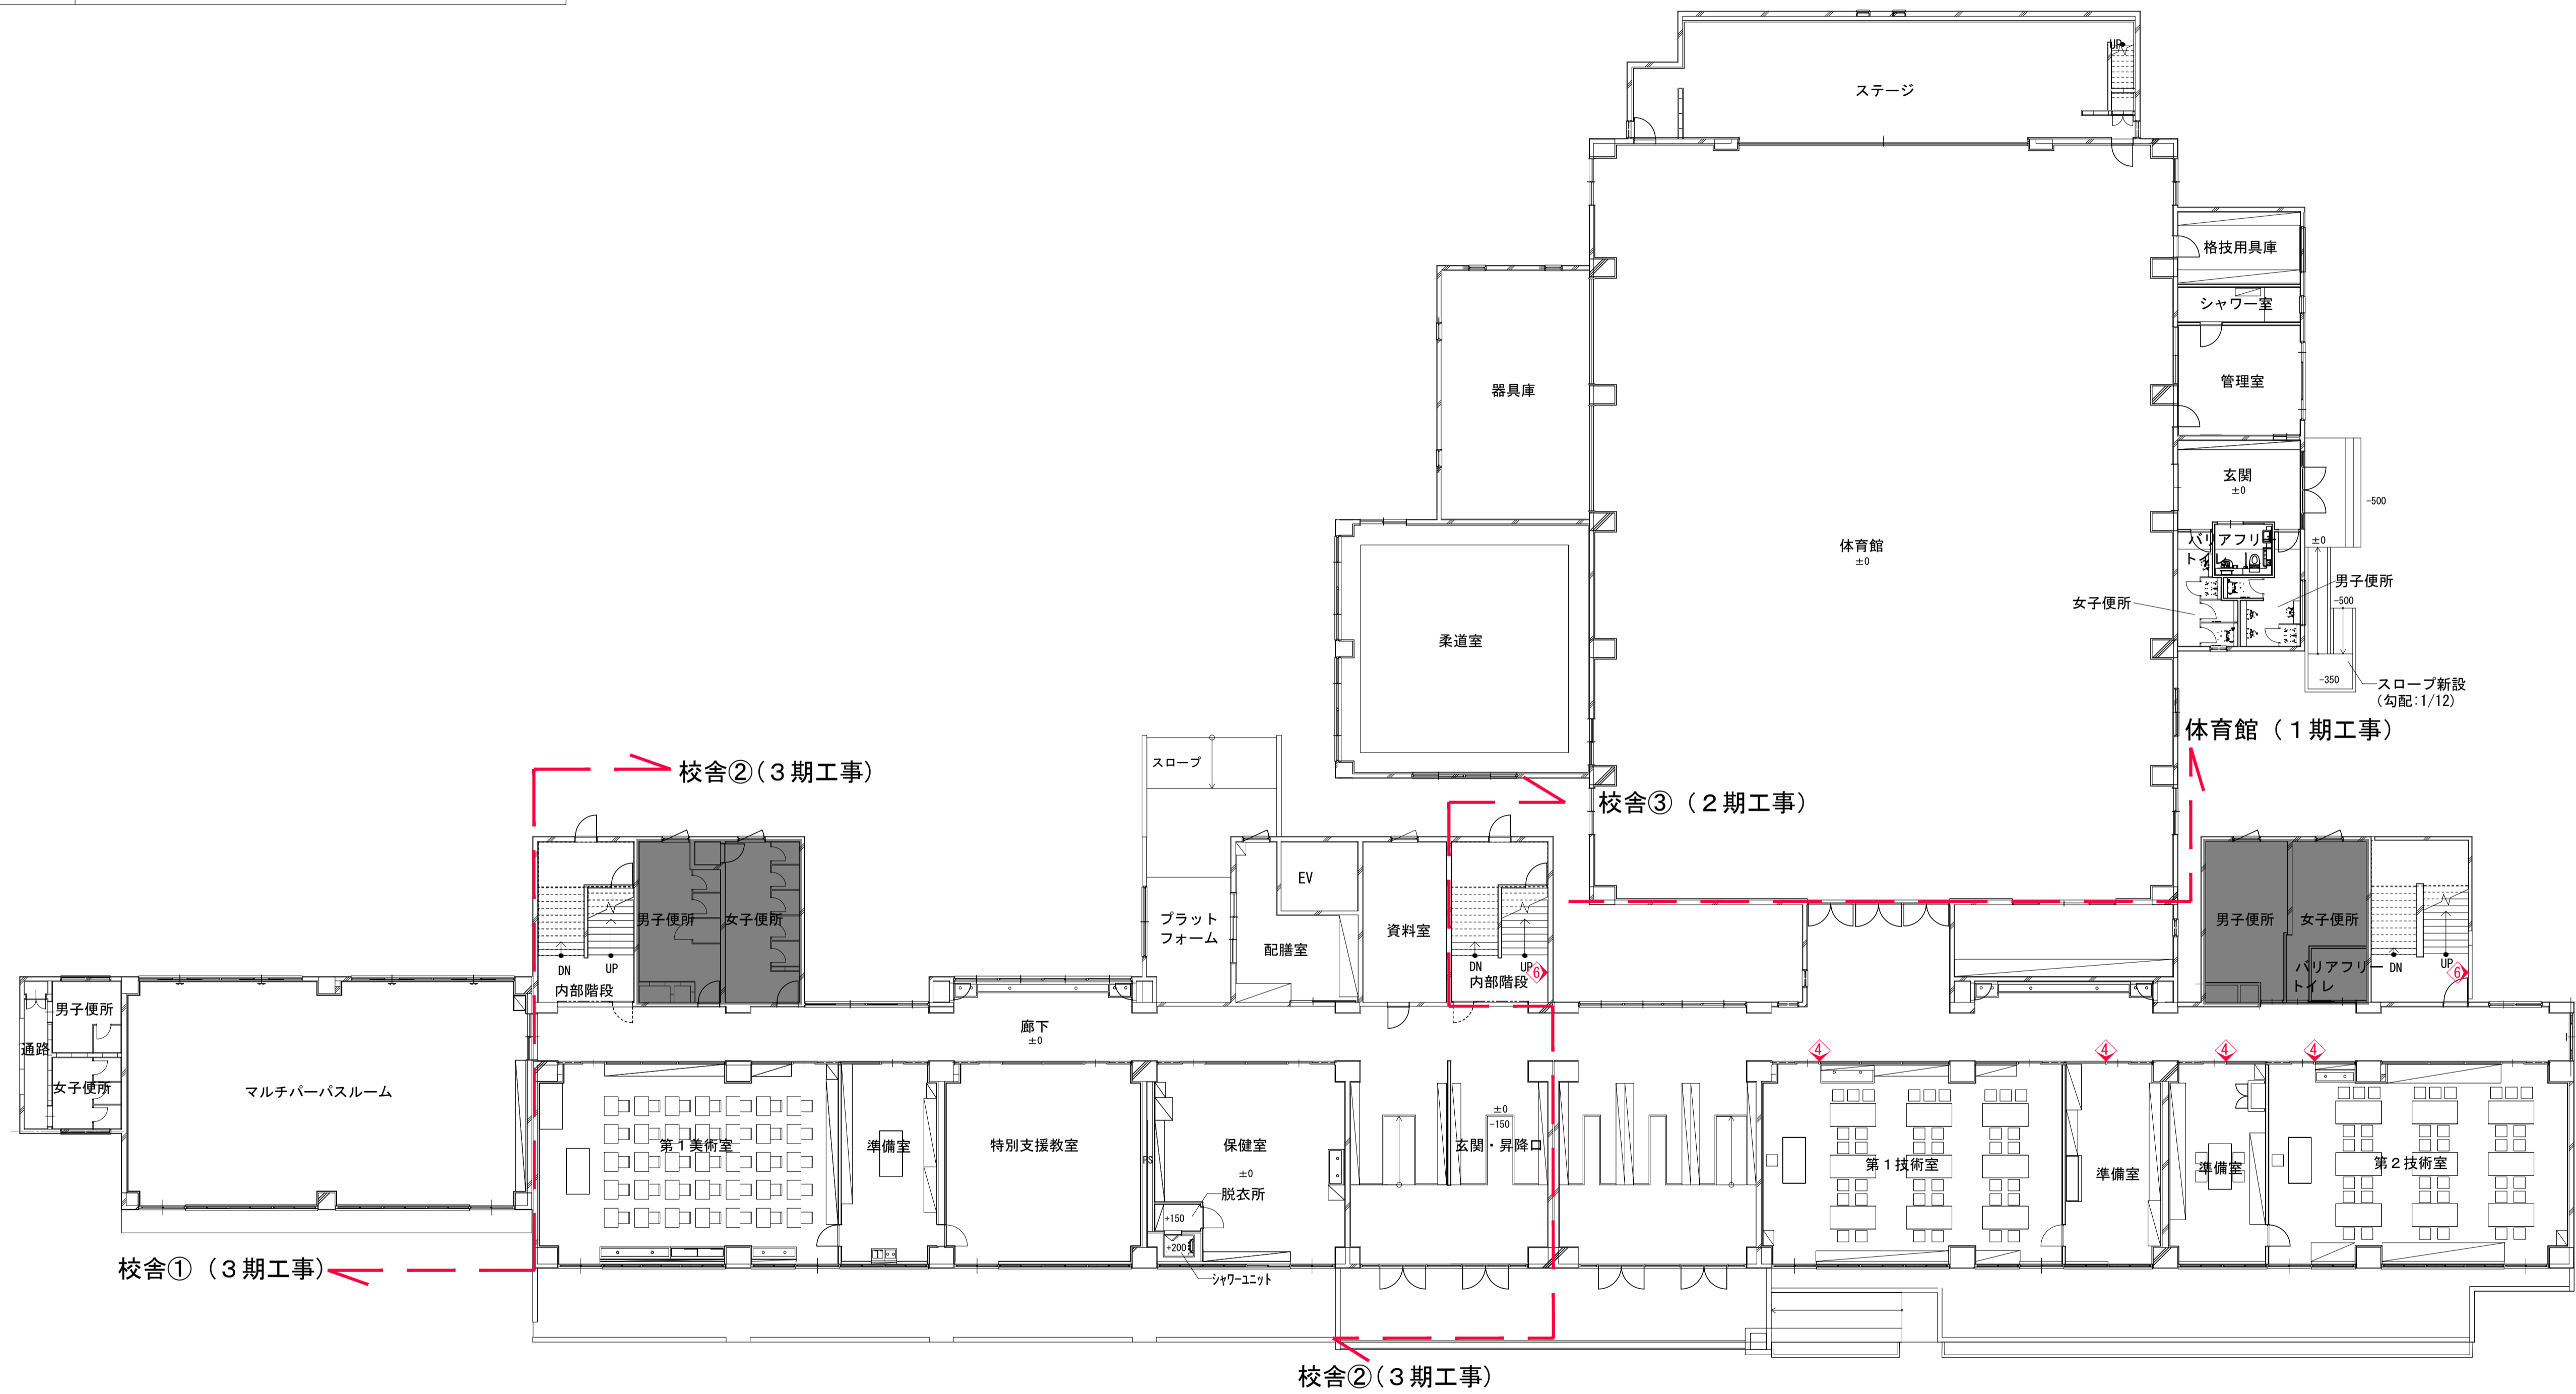 UP
ステージ
格技用具庫
シャワー室
管理室
器具庫
玄関
±0
-500
体育館
±0
バリアフリー
トイレ
±0
男子便所
女子便所
-500
柔道室
-350
スロープ新設
(勾配:1/12)
体育館（１期工事）
スロープ
校舎②(３期工事)
校舎③（２期工事）
EV
男子便所
女子便所
プラット
フォーム
配膳室
資料室
男子便所
女子便所
DN
UP
内部階段
DN
UP
6
内部階段
バリアフリー
トイレ
DN
UP
6
男子便所
通路
女子便所
廊下
±0
4
4
4
4
マルチパーパスルーム
第１美術室
準備室
特別支援教室
PS
保健室
±0
脱衣所
+150
+200
シャワーユニット
±0
-150
玄関・昇降口
第１技術室
準備室
準備室
第２技術室
校舎①（３期工事）
校舎②(３期工事)